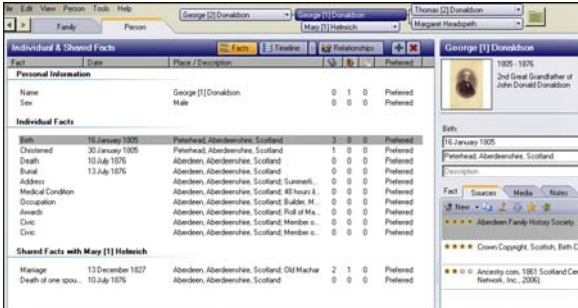 File Edit View Person Tools Help
George [2] Donaldson
George [1] Donaldson
Mary [1] Helmrich
Thomas [2] Donaldson
Margaret Headspeth
Family
Person
Individual & Shared Facts
Facts
Timeline
Relationships
Fact Date Place / Description Preferred
Personal Information
Name George [1] Donaldson 0 1 0 Preferred
Sex Male 0 0 0 Preferred
Individual Facts
Birth 16 January 1805 Peterhead, Aberdeenshire, Scotland 3 0 0 Preferred
Christened 30 January 1805 Peterhead, Aberdeenshire, Scotland 1 0 0 Preferred
Death 10 July 1876 Aberdeen, Aberdeenshire, Scotland 0 0 0 Preferred
Burial 13 July 1876 Aberdeen, Aberdeenshire, Scotland 0 0 0 Preferred
Address Aberdeen, Aberdeenshire, Scotland; Summerfi... 0 0 0 Preferred
Medical Condition Aberdeen, Aberdeenshire, Scotland; 48 hours il... 0 0 0 Preferred
Occupation Aberdeen, Aberdeenshire, Scotland; Builder, M... 0 0 0 Preferred
Awards Aberdeen, Aberdeenshire, Scotland; Roll of Ma... 0 0 0 Preferred
Civic Aberdeen, Aberdeenshire, Scotland; Member o... 0 0 0 Preferred
Civic Aberdeen, Aberdeenshire, Scotland; Member o... 0 0 0 Preferred
Shared Facts with Mary [1] Helmrich
Marriage 13 December 1827 Aberdeen, Aberdeenshire, Scotland; Old Machar 2 1 0 Preferred
Death of one spou... 10 July 1876 Aberdeen, Aberdeenshire, Scotland 0 0 0 Preferred
George [1] Donaldson
1805 - 1876
2nd Great Grandfather of
John Donald Donaldson
Birth:
16 January 1805
Peterhead, Aberdeenshire, Scotland
Description
Fact Sources Media Notes
New
Aberdeen Family History Society,
Crown Copyright, Scottish, Birth C
Ancestry.com, 1861 Scotland Cen
Network, Inc., 2006)